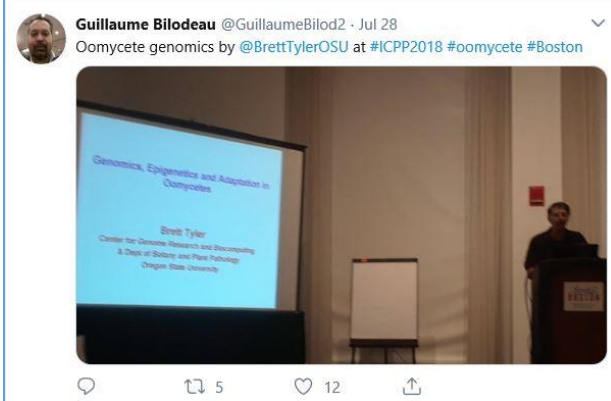 Guillaume Bilodeau @GuillaumeBilod2 · Jul 28
Oomycete genomics by @BrettTylerOSU at #ICPP2018 #oomycete #Boston
Genomics, Epigenetics and Adaptation in
Oomycetes
Brett Tyler
Center for Genome Research and Biocomputing
& Dept of Botany and Plant Pathology
Oregon State University
BOSTON
5
12